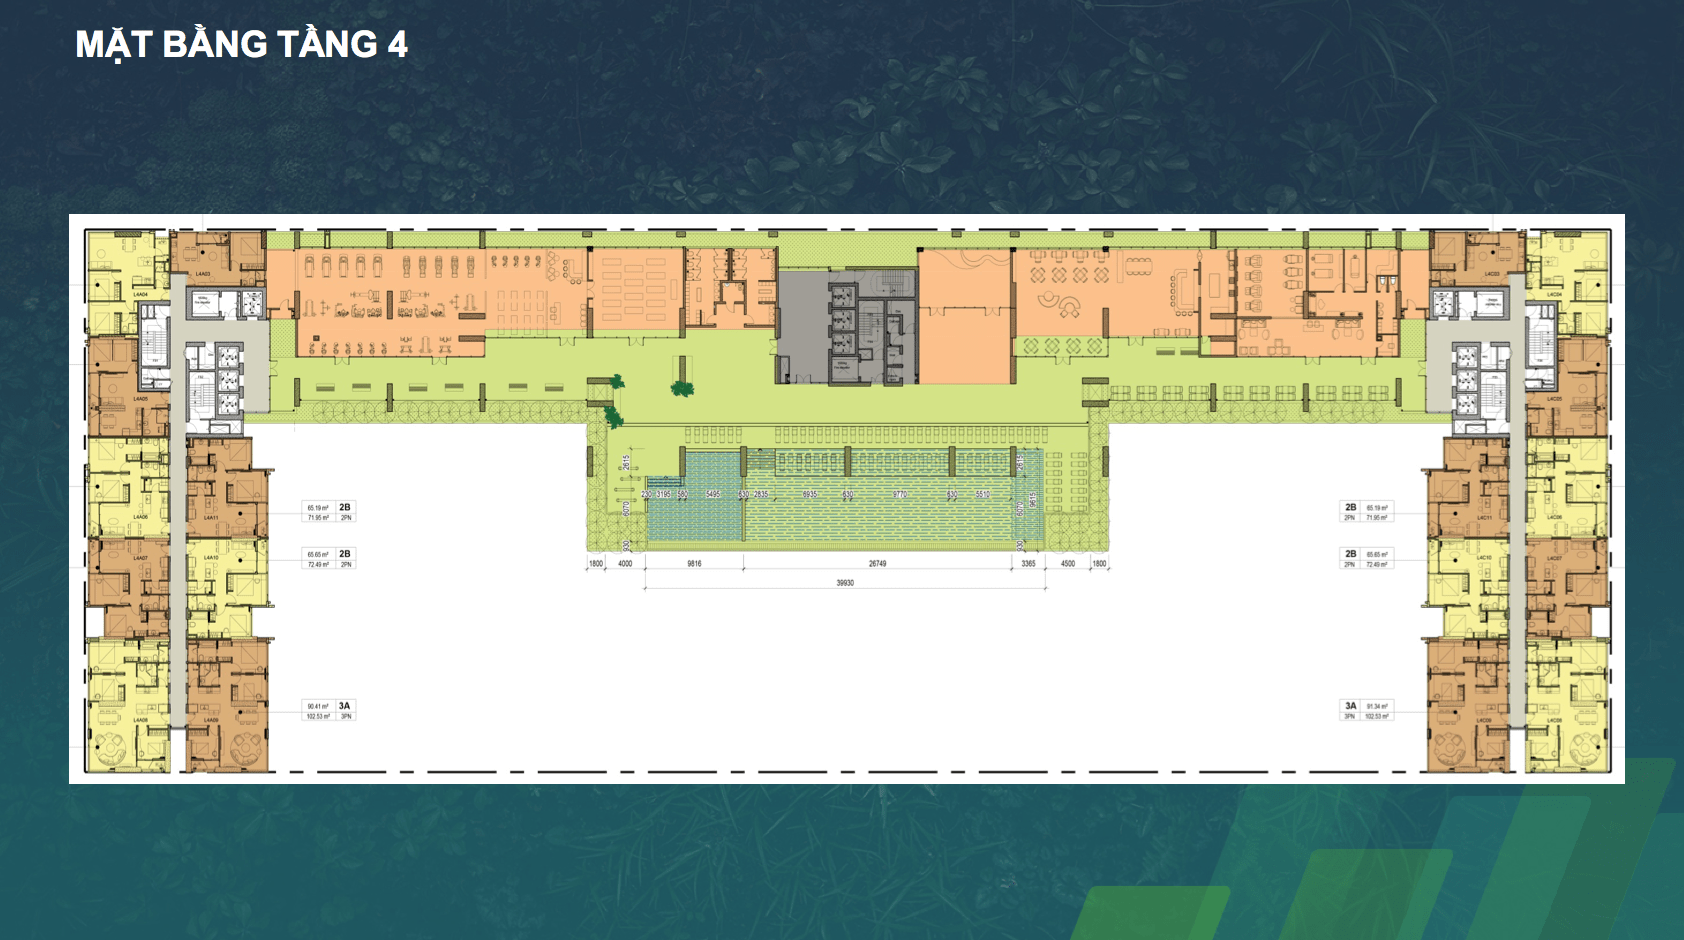 MẶT BẰNG TẦNG 4
L4A03
L4C03
L4A04
L4C04
L4A05
L4C05
2615
2615
230 3195 580 5495 630 2835 6935 630 9770 630 5510
6070
6070
9615
930
930
L4A06
L4A11
65.19 m² 2B
71.95 m² 2PN
2B 65.19 m²
2PN 71.95 m²
L4C11
L4C06
L4A07
L4A10
65.65 m² 2B
72.49 m² 2PN
2B 65.65 m²
2PN 72.49 m²
L4C10
L4C07
1800 4000 9816 26749 3365 4500 1800
39930
L4A08
L4A09
90.41 m² 3A
102.53 m² 3PN
3A 91.34 m²
3PN 102.53 m²
L4C09
L4C08